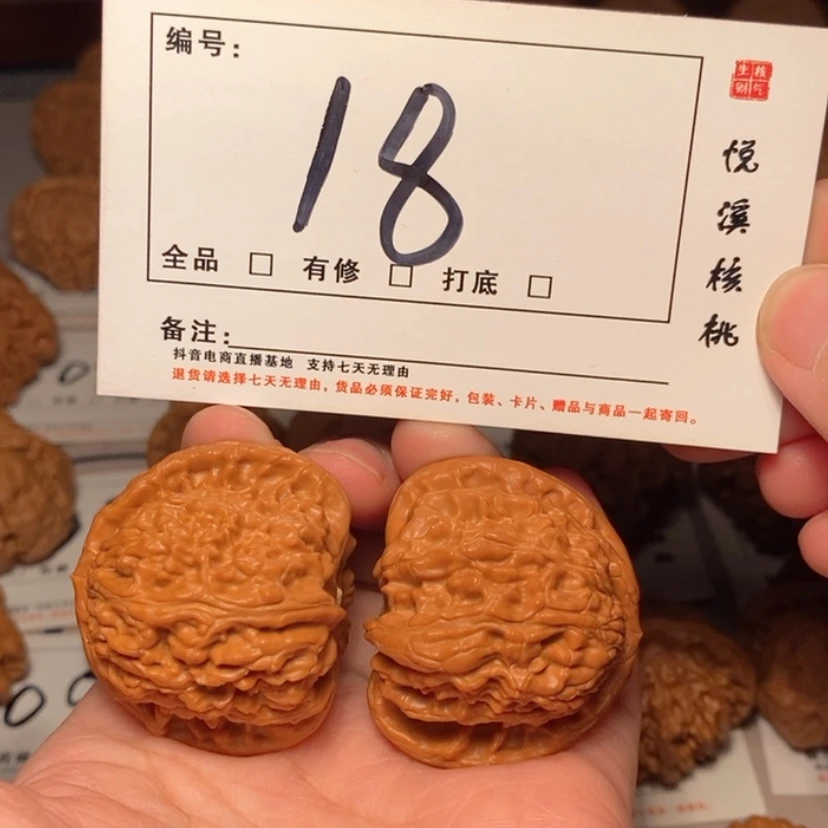 编号：
18
全品 □ 有修 □ 打底 □
备注：
抖音电商直播基地 支持七天无理由
退货请选择七天无理由，货品必须保证完好，包装、卡片、赠品与商品一起寄回。
悦溪核桃